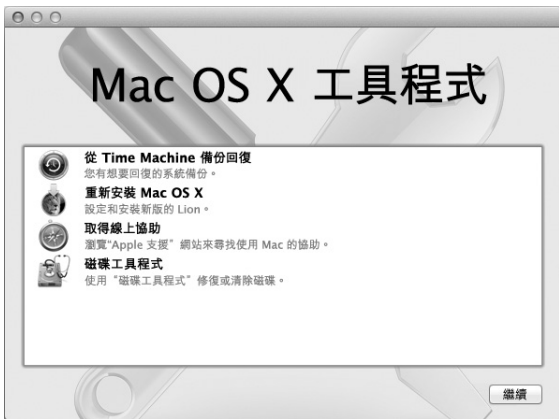 Mac OS X 工具程式
從 Time Machine 備份回復
您有想要回復的系統備份。
重新安裝 Mac OS X
設定和安裝新版的 Lion。
取得線上協助
瀏覽“Apple 支援”網站來尋找使用 Mac 的協助。
磁碟工具程式
使用“磁碟工具程式”修復或清除磁碟。
繼續